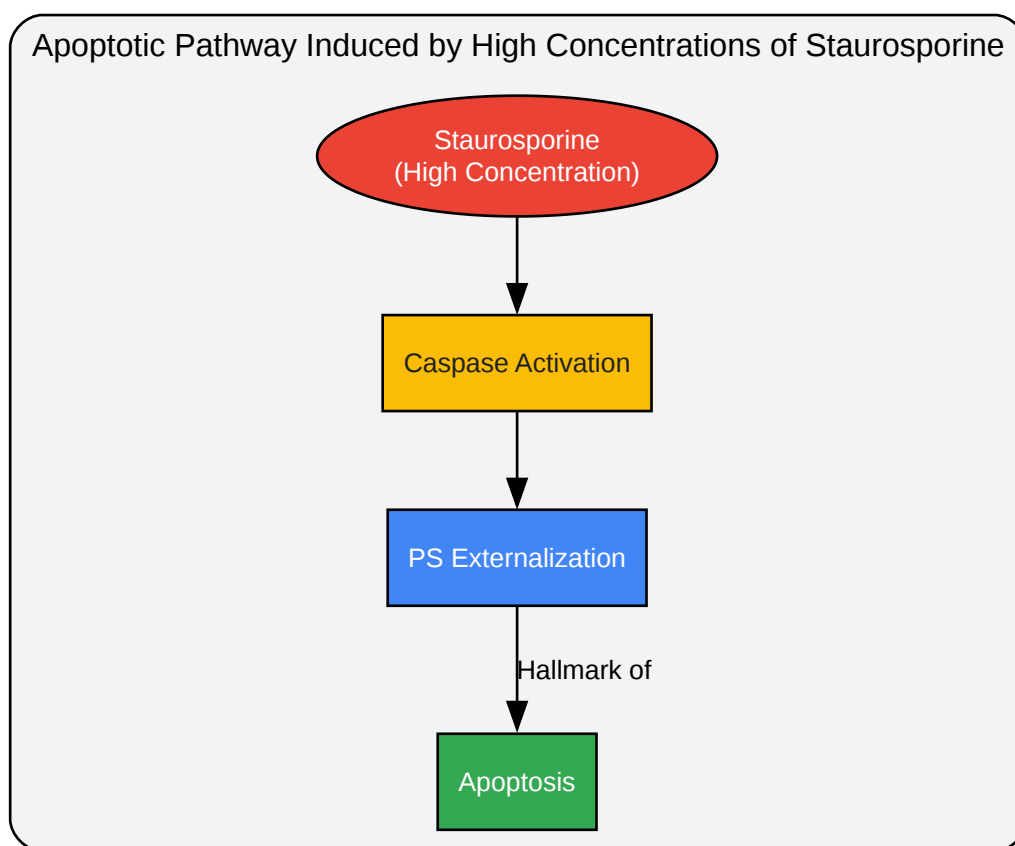 Apoptotic Pathway Induced by High Concentrations of Staurosporine
Staurosporine
(High Concentration)
Caspase Activation
PS Externalization
Hallmark of
Apoptosis